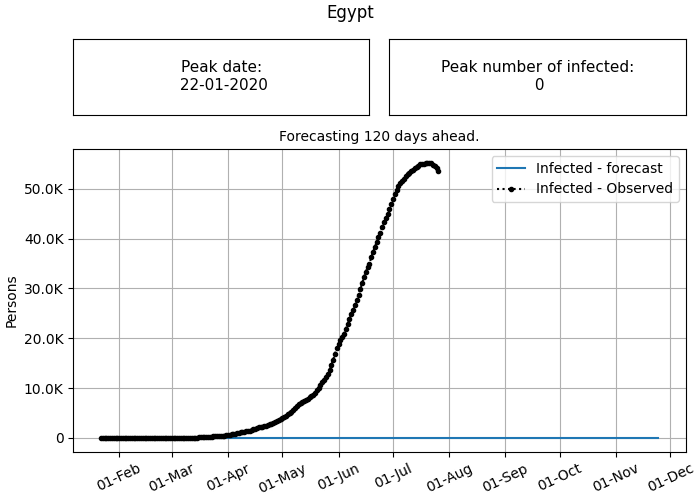 Egypt
Peak date:
22-01-2020
Peak number of infected:
0
Forecasting 120 days ahead.
Infected - forecast
Infected - Observed
Persons
50.0K
40.0K
30.0K
20.0K
10.0K
0
01-Feb
01-Mar
01-Apr
01-May
01-Jun
01-Jul
01-Aug
01-Sep
01-Oct
01-Nov
01-Dec